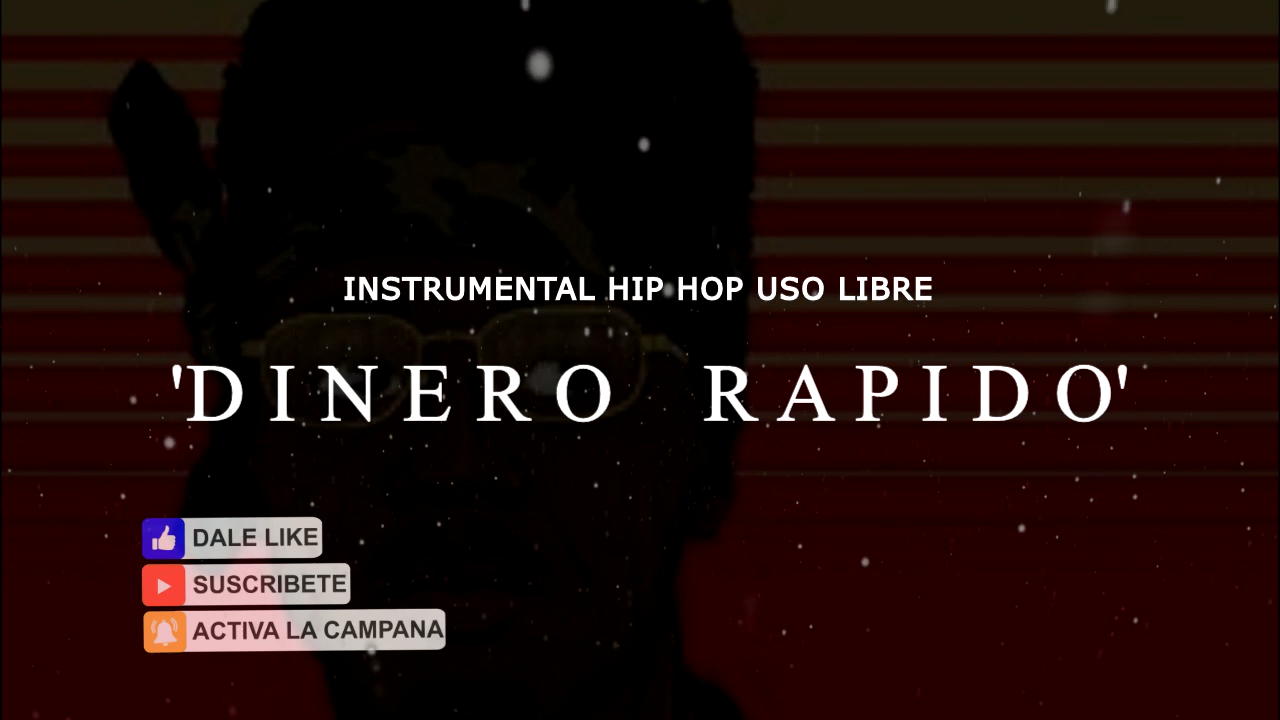 INSTRUMENTAL HIP HOP USO LIBRE
'DINERO RAPIDO'
DALE LIKE
SUSCRIBETE
ACTIVA LA CAMPANA